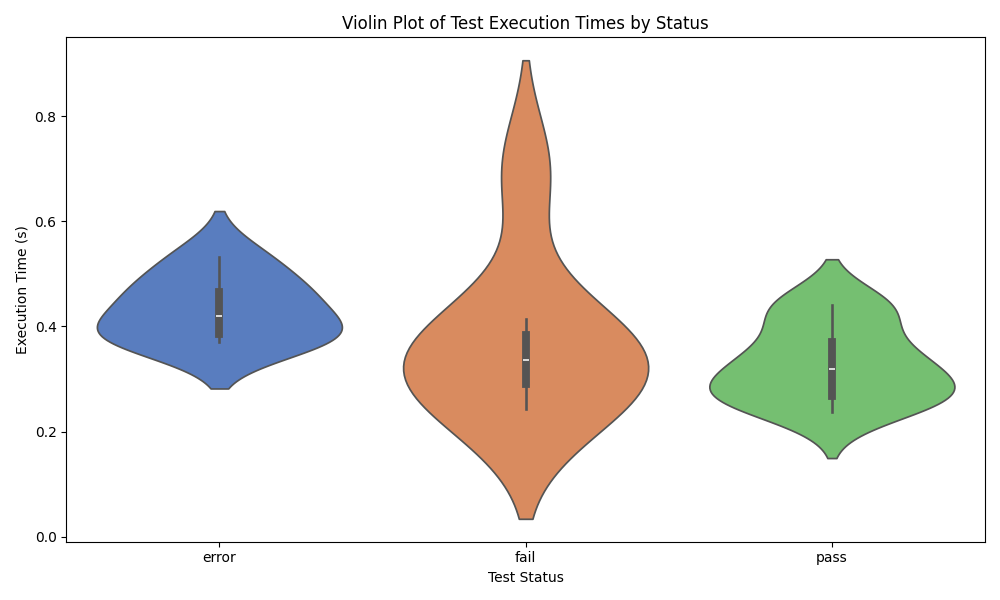 Violin Plot of Test Execution Times by Status
Execution Time (s)
0.8
0.6
0.4
0.2
0.0
error
fail
pass
Test Status